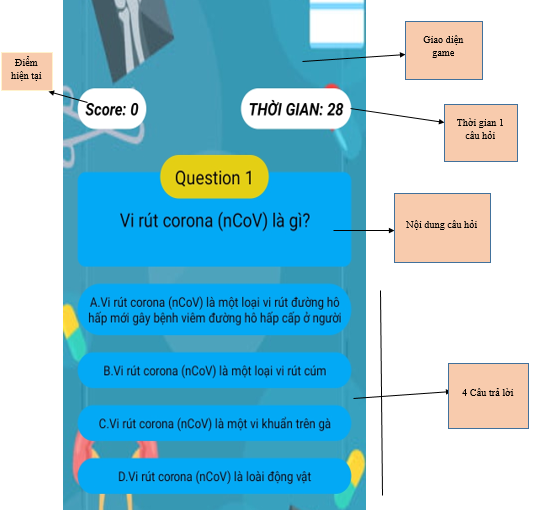 Giao diện
game
Điểm
hiện tại
Score: 0
THỜI GIAN: 28
Thời gian 1
câu hỏi
Question 1
Vi rút corona (nCoV) là gì?
Nội dung câu hỏi
A.Vi rút corona (nCoV) là một loại vi rút đường hô
hấp mới gây bệnh viêm đường hô hấp cấp ở người
B.Vi rút corona (nCoV) là một loại vi rút cúm
4 Câu trả lời
C.Vi rút corona (nCoV) là một vi khuẩn trên gà
D.Vi rút corona (nCoV) là loài động vật